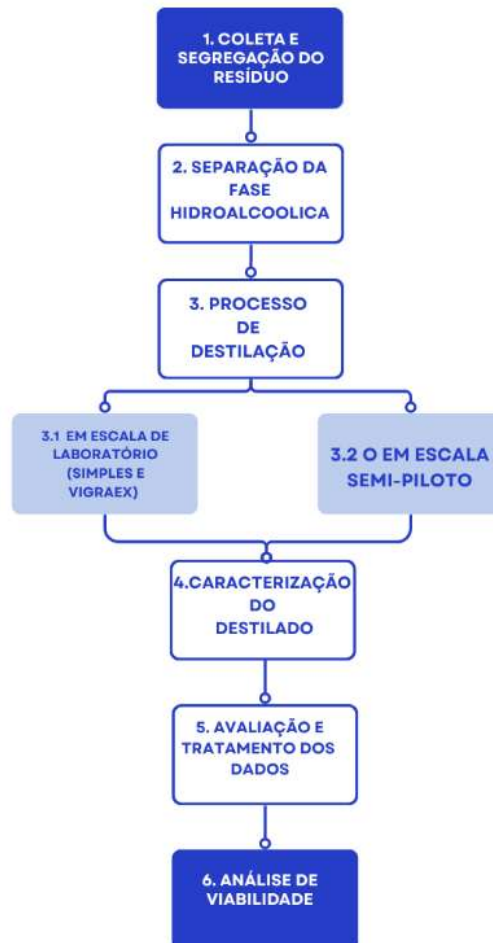 1. COLETA E
SEGREGAÇÃO DO
RESÍDUO
2. SEPARAÇÃO DA
FASE
HIDROALCOOLICA
3. PROCESSO
DE
DESTILAÇÃO
3.1 EM ESCALA DE
LABORATÓRIO
(SIMPLES E
VIGRAEX)
3.2 O EM ESCALA
SEMI-PILOTO
4.CARACTERIZAÇÃO
DO
DESTILADO
5. AVALIAÇÃO E
TRATAMENTO DOS
DADOS
6. ANÁLISE DE
VIABILIDADE